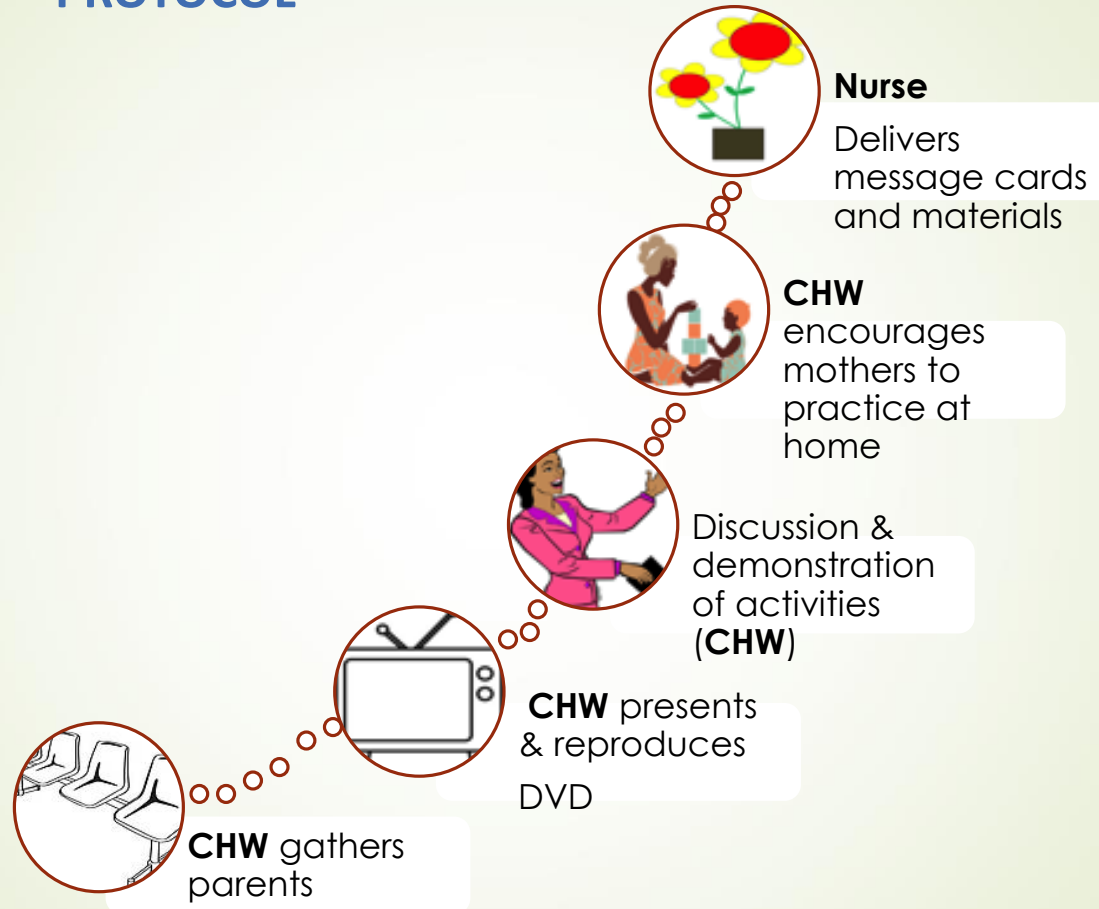 PROTOCOL
Nurse
Delivers
message cards
and materials
CHW
encourages
mothers to
practice at
home
Discussion &
demonstration
of activities
(CHW)
CHW presents
& reproduces
DVD
CHW gathers
parents